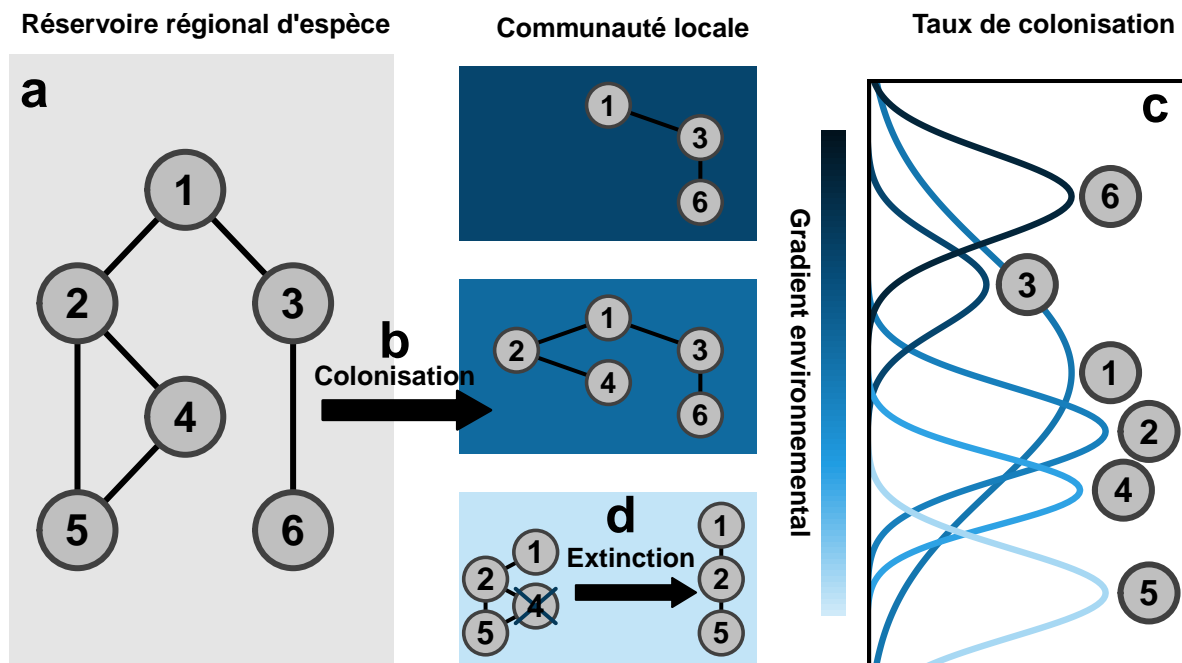 Réservoire régional d'espèce
Communauté locale
Taux de colonisation
a
1
2
3
4
5
6
b
Colonisation
1
3
6
1
2
3
4
6
d
Extinction
1
2
4
5
1
2
5
Gradient environnemental
c
6
3
1
2
4
5